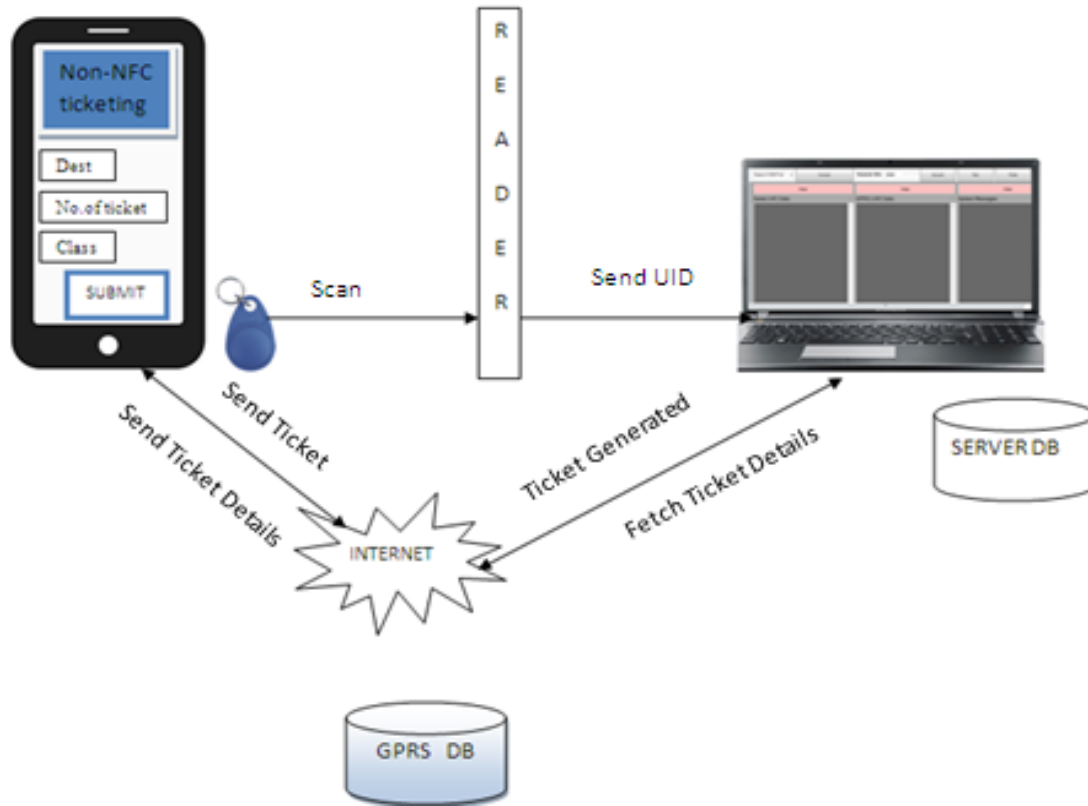 Non-NFC
ticketing
Dest
No.of ticket
Class
SUBMIT
R
E
A
D
E
R
Scan
Send UID
Send Ticket
Send Ticket Details
Ticket Generated
Fetch Ticket Details
INTERNET
SERVER DB
GPRS DB